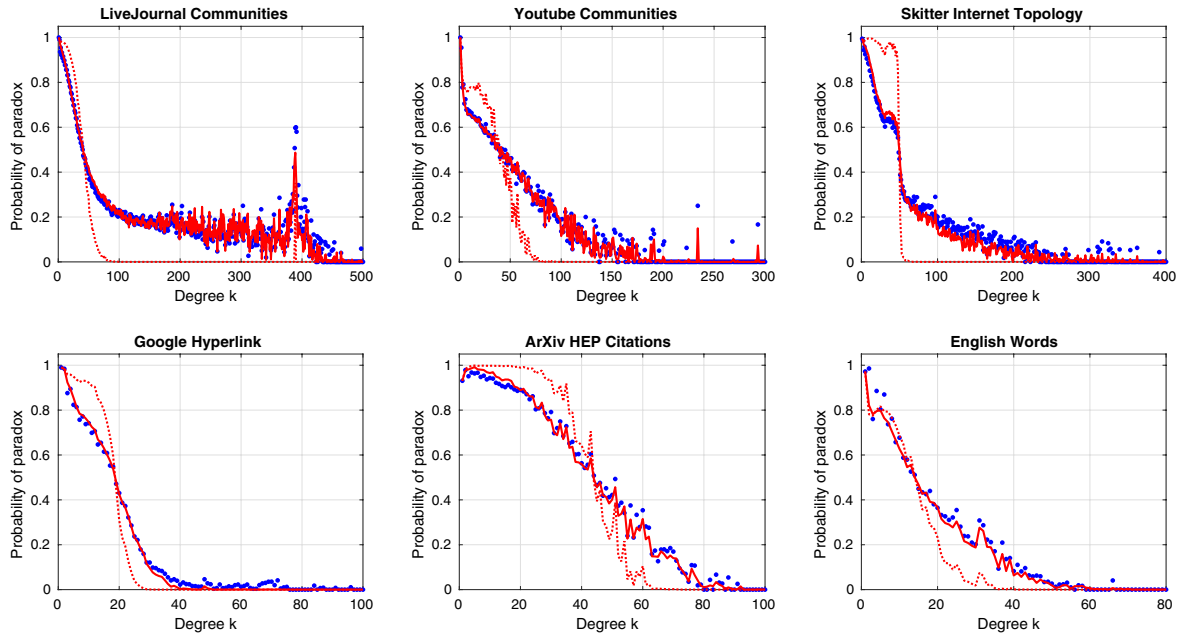 LiveJournal Communities
Probability of paradox
1
0.8
0.6
0.4
0.2
0
0 100 200 300 400 500
Degree k
Youtube Communities
Probability of paradox
1
0.8
0.6
0.4
0.2
0
0 50 100 150 200 250 300
Degree k
Skitter Internet Topology
Probability of paradox
1
0.8
0.6
0.4
0.2
0
0 100 200 300 400
Degree k
Google Hyperlink
Probability of paradox
1
0.8
0.6
0.4
0.2
0
0 20 40 60 80 100
Degree k
ArXiv HEP Citations
Probability of paradox
1
0.8
0.6
0.4
0.2
0
0 20 40 60 80 100
Degree k
English Words
Probability of paradox
1
0.8
0.6
0.4
0.2
0
0 20 40 60 80
Degree k